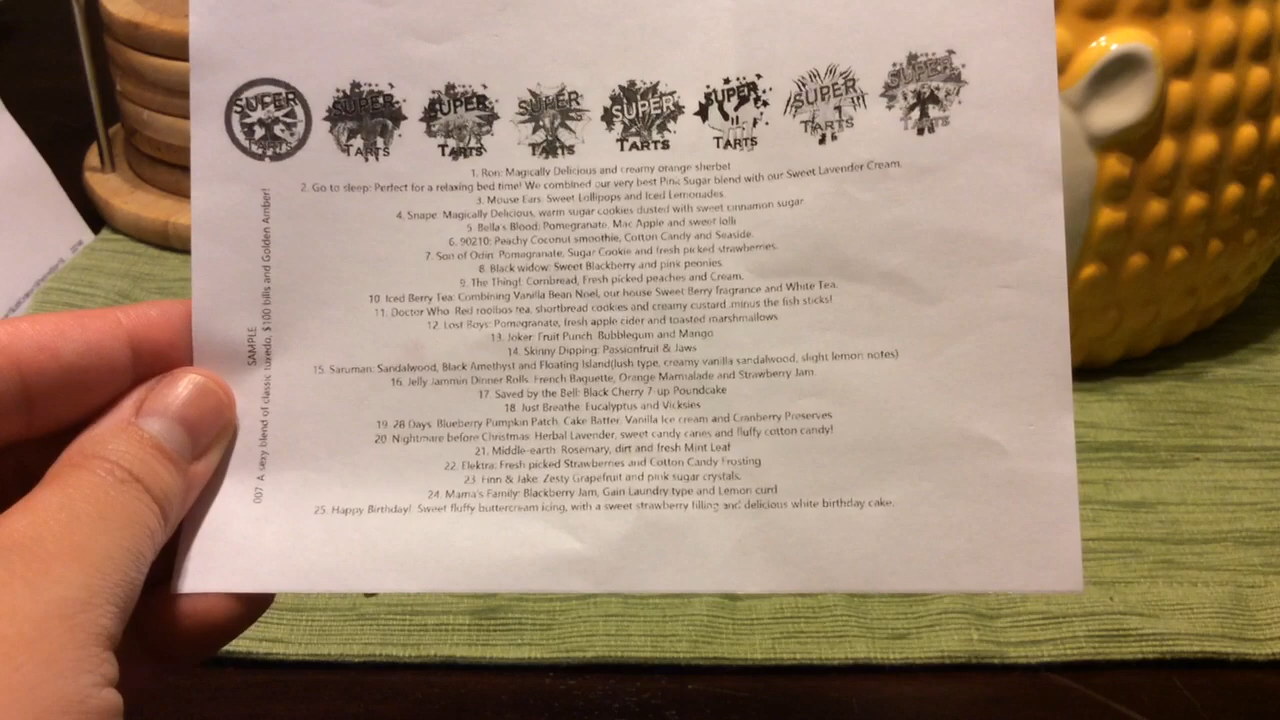 SUPER TARTS
SUPER TARTS
SUPER TARTS
SUPER TARTS
SUPER TARTS
SUPER TARTS
SUPER TARTS
SUPER TARTS
1. Ron: Magically Delicious and creamy orange sherbet
2. Go to sleep: Perfect for a relaxing bed time! We combined our very best Pink Sugar blend with our Sweet Lavender Cream.
3. Mouse Ears: Sweet Lollipops and Iced Lemonades.
4. Snape: Magically Delicious, warm sugar cookies dusted with sweet cinnamon sugar
5. Bella's Blood: Pomegranate, Mac Apple and sweet lolli
6. 90210: Peachy Coconut smoothie, Cotton Candy and Seaside.
7. Son of Odin: Pomegranate, Sugar Cookie and fresh picked strawberries.
8. Black widow: Sweet Blackberry and pink peonies
9. The Thing!: Cornbread, Fresh picked peaches and Cream.
10. Iced Berry Tea: Combining Vanilla Bean Noel, our house Sweet Berry fragrance and White Tea.
11. Doctor Who: Red rooibos tea, shortbread cookies and creamy custard .minus the fish sticks!
12. Lost Boys: Pomegranate, fresh apple cider and toasted marshmallows
13. Joker: Fruit Punch, Bubblegum and Mango
14. Skinny Dipping: Passionfruit & Jaws
15. Saruman: Sandalwood, Black Amethyst and Floating Island(lush type, creamy vanilla sandalwood, slight lemon notes)
16. Jelly Jammin Dinner Rolls: French Baguette, Orange Marmalade and Strawberry Jam.
17. Saved by the Bell: Black Cherry 7-up Poundcake
18. Just Breathe: Eucalyptus and Vicksies
19. 28 Days: Blueberry Pumpkin Patch, Cake Batter, Vanilla Ice cream and Cranberry Preserves
20. Nightmare before Christmas: Herbal Lavender, sweet candy canes and fluffy cotton candy!
21. Middle-earth: Rosemary, dirt and fresh Mint Leaf
22. Elektra: Fresh picked Strawberries and Cotton Candy Frosting
23. Finn & Jake: Zesty Grapefruit and pink sugar crystals.
24. Mama's Family: Blackberry Jam, Gain Laundry type and Lemon curd
25. Happy Birthday!: Sweet fluffy buttercream icing, with a sweet strawberry filling and delicious white birthday cake.
SAMPLE
007: A sexy blend of classic tuxedo, $100 bills and Golden Amber!